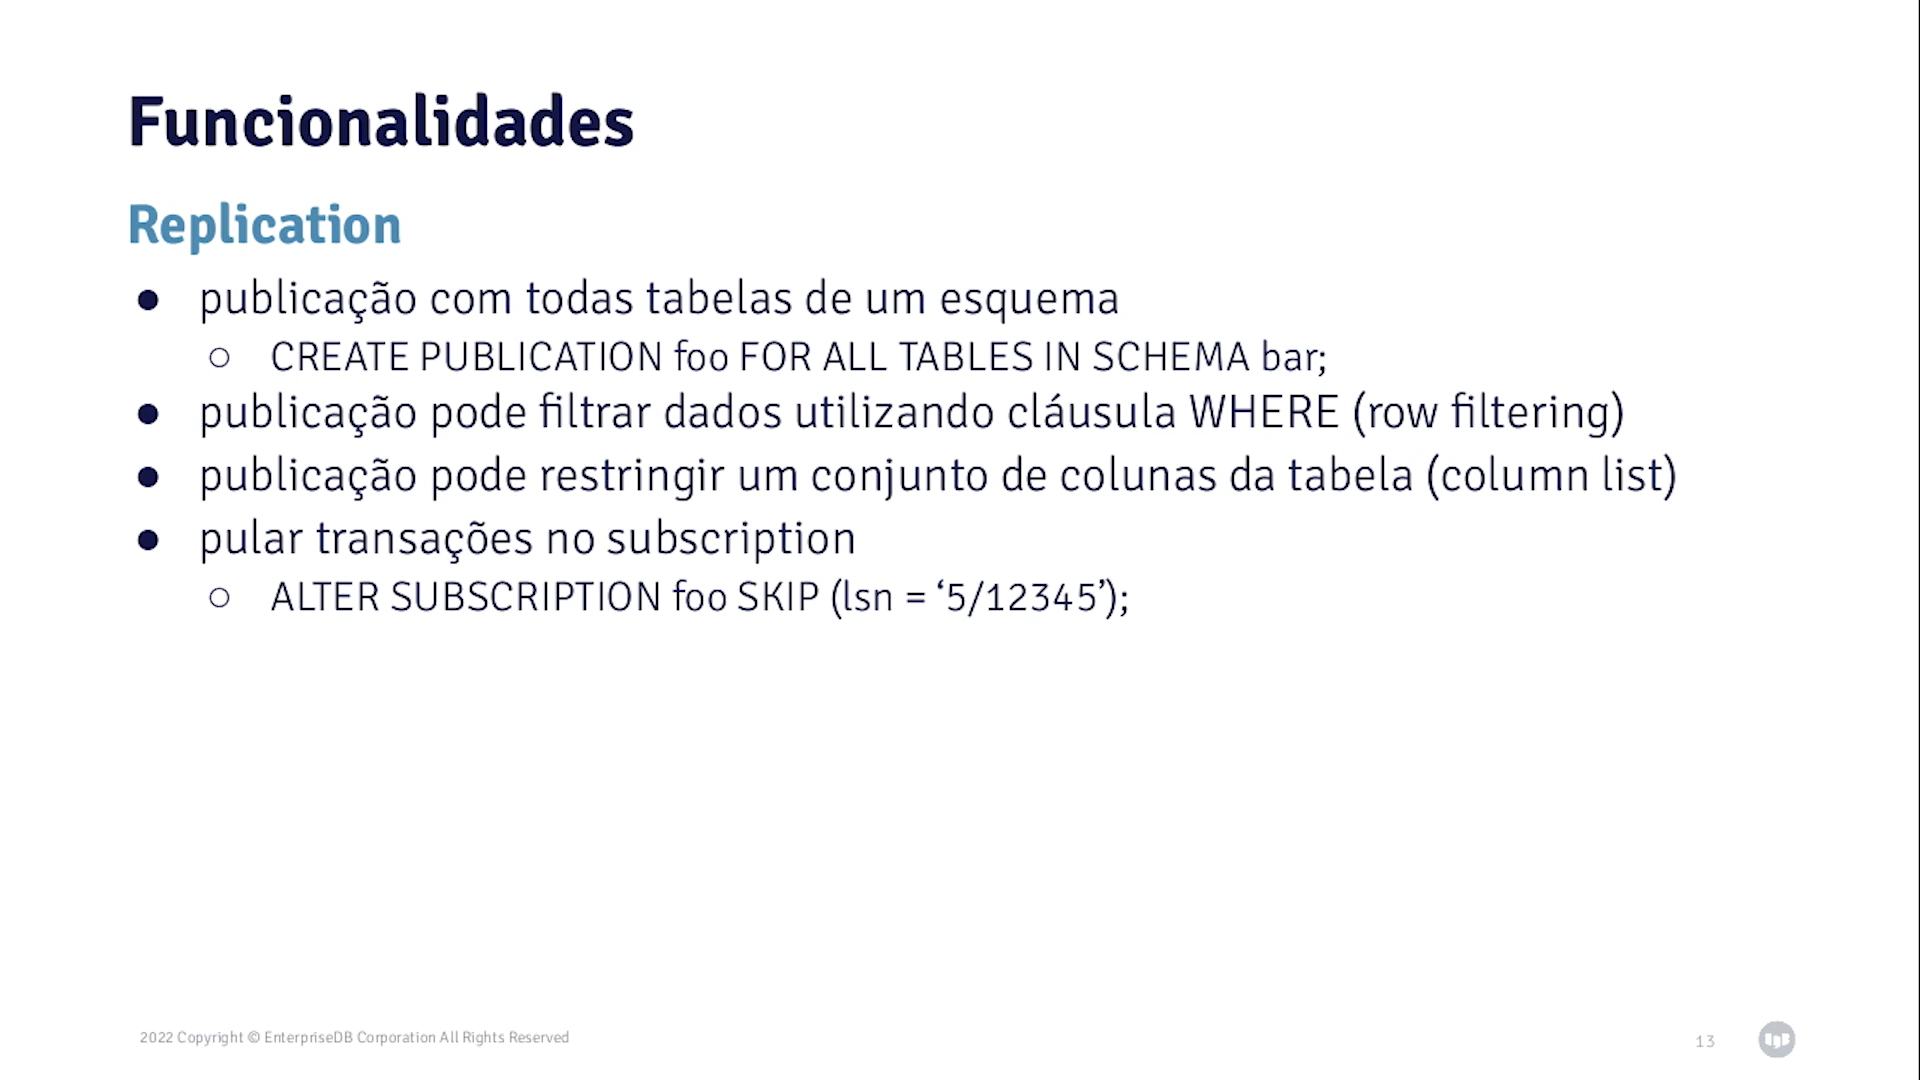 Funcionalidades
Replication
● publicação com todas tabelas de um esquema
○ CREATE PUBLICATION foo FOR ALL TABLES IN SCHEMA bar;
● publicação pode filtrar dados utilizando cláusula WHERE (row filtering)
● publicação pode restringir um conjunto de colunas da tabela (column list)
● pular transações no subscription
○ ALTER SUBSCRIPTION foo SKIP (lsn = ‘5/12345’);
2022 Copyright © EnterpriseDB Corporation All Rights Reserved
13